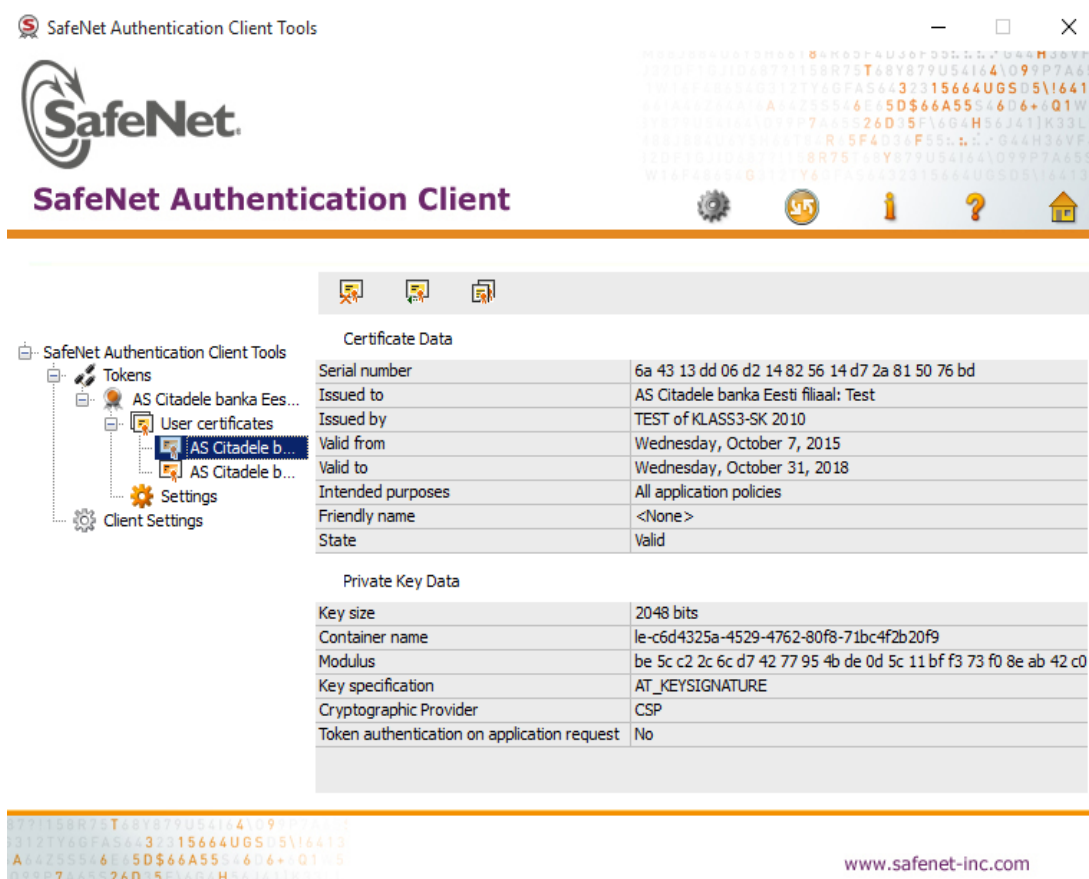 SafeNet Authentication Client Tools
SafeNet.
SafeNet Authentication Client
SafeNet Authentication Client Tools
Tokens
AS Citadele banka Ees...
User certificates
AS Citadele b...
AS Citadele b...
Settings
Client Settings
Certificate Data
Serial number 6a 43 13 dd 06 d2 14 82 56 14 d7 2a 81 50 76 bd
Issued to AS Citadele banka Eesti filiaal: Test
Issued by TEST of KLASS3-SK 2010
Valid from Wednesday, October 7, 2015
Valid to Wednesday, October 31, 2018
Intended purposes All application policies
Friendly name <None>
State Valid
Private Key Data
Key size 2048 bits
Container name le-c6d4325a-4529-4762-80f8-71bc4f2b20f9
Modulus be 5c c2 2c 6c d7 42 77 95 4b de 0d 5c 11 bf f3 73 f0 8e ab 42 c0
Key specification AT_KEYSIGNATURE
Cryptographic Provider CSP
Token authentication on application request No
www.safenet-inc.com